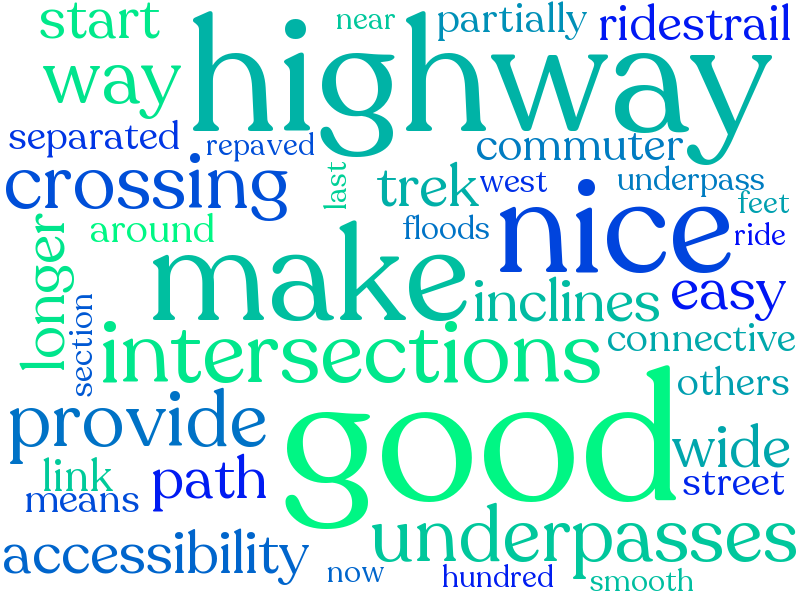 start
near
partially
ridestrail
way
highway
separated
repaved
commuter
crossing
last
trek
west
underpass
feet
around
floods
nice
ride
longer
make
inclines
easy
section
intersections
connective
others
provide
good
wide
link
path
street
means
underpasses
accessibility
now
hundred
smooth